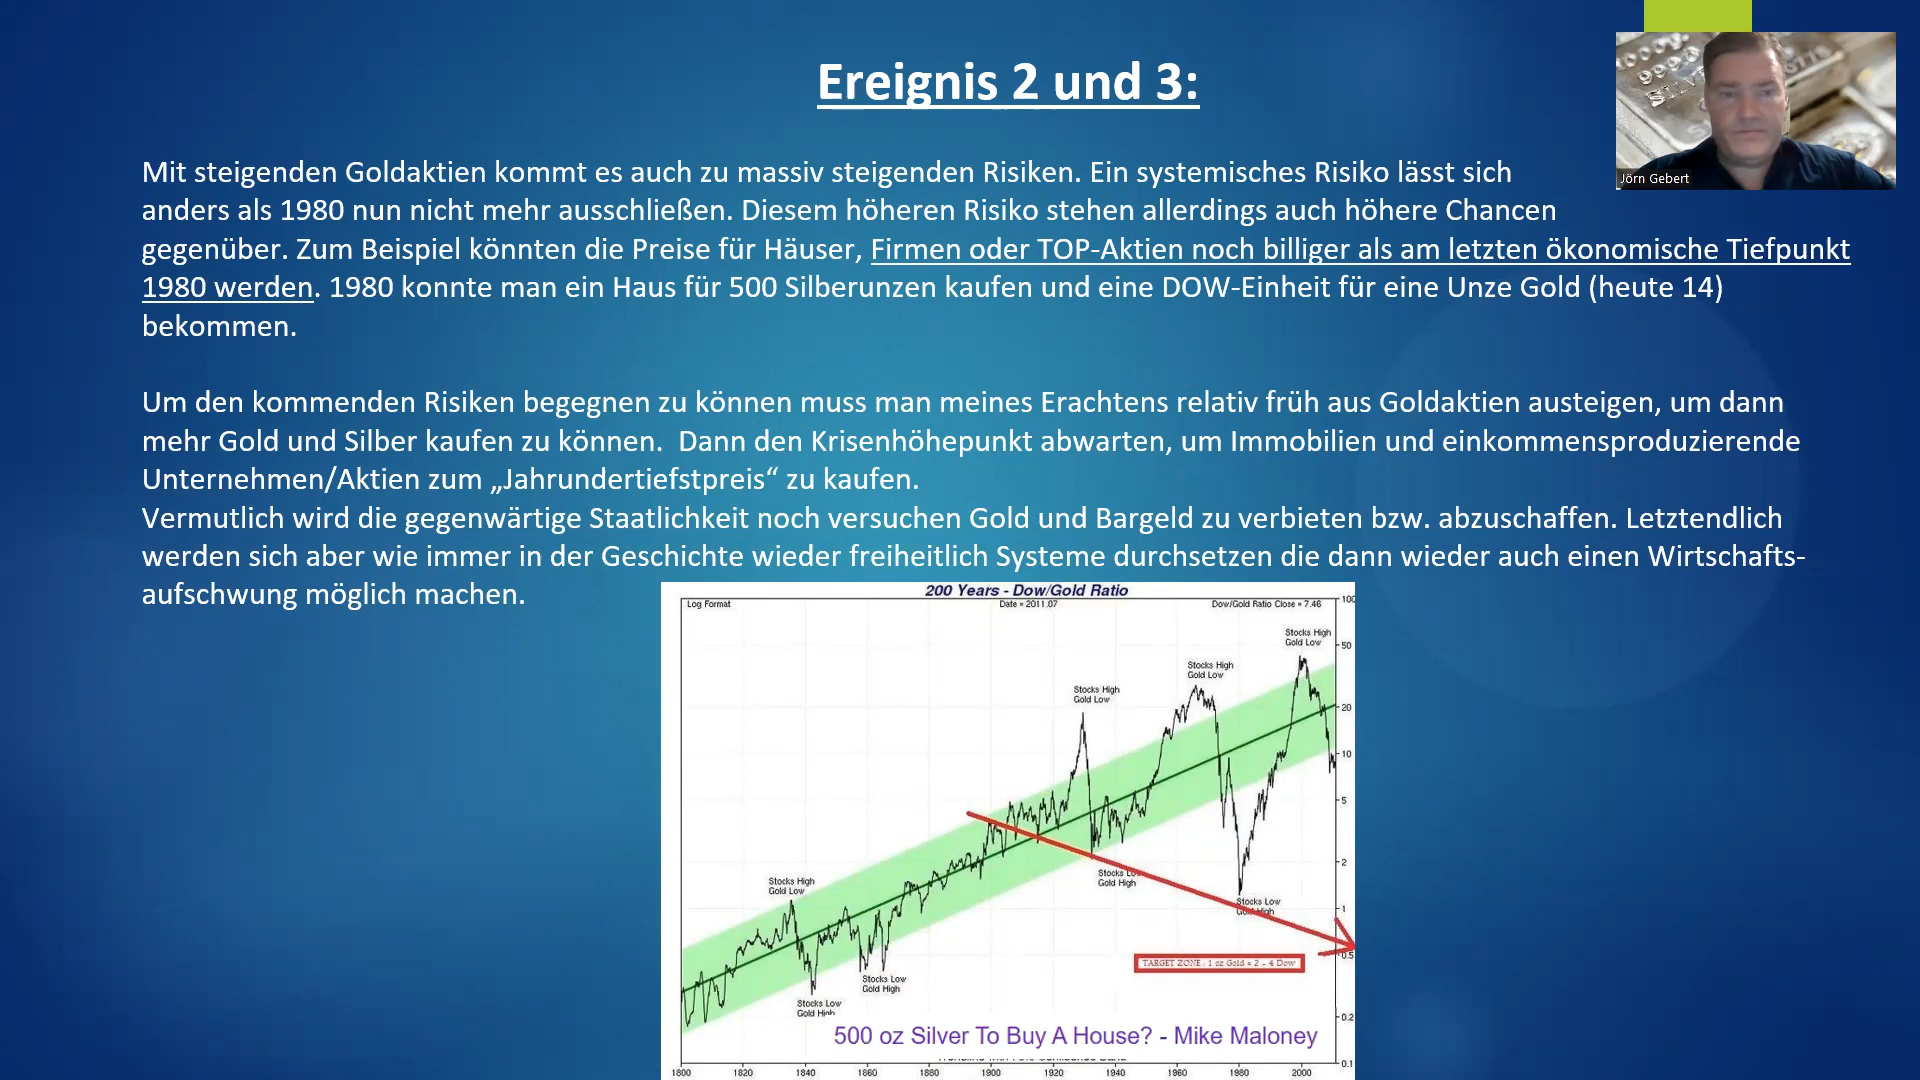 Ereignis 2 und 3:
Jörn Gebert
Mit steigenden Goldaktien kommt es auch zu massiv steigenden Risiken. Ein systemisches Risiko lässt sich
anders als 1980 nun nicht mehr ausschließen. Diesem höheren Risiko stehen allerdings auch höhere Chancen
gegenüber. Zum Beispiel könnten die Preise für Häuser, Firmen oder TOP-Aktien noch billiger als am letzten ökonomische Tiefpunkt
1980 werden. 1980 konnte man ein Haus für 500 Silberunzen kaufen und eine DOW-Einheit für eine Unze Gold (heute 14)
bekommen.
Um den kommenden Risiken begegnen zu können muss man meines Erachtens relativ früh aus Goldaktien austeigen, um dann
mehr Gold und Silber kaufen zu können.  Dann den Krisenhöhepunkt abwarten, um Immobilien und einkommensproduzierende
Unternehmen/Aktien zum „Jahrundertiefstpreis“ zu kaufen.
Vermutlich wird die gegenwärtige Staatlichkeit noch versuchen Gold und Bargeld zu verbieten bzw. abzuschaffen. Letztendlich
werden sich aber wie immer in der Geschichte wieder freiheitlich Systeme durchsetzen die dann wieder auch einen Wirtschafts-
aufschwung möglich machen.
200 Years - Dow/Gold Ratio
Log Format
Date = 2011.07
Dow/Gold Ratio Close = 7.46
100
Stocks High
Gold Low
50
Stocks High
Gold Low
Stocks High
Gold Low
20
10
5
2
Stocks Low
Gold High
Stocks High
Gold Low
Stocks Low
Gold High
1
TARGET ZONE : 1 oz Gold = 2 - 4 Dow
0.5
Stocks Low
Gold High
Stocks Low
Gold High
0.2
500 oz Silver To Buy A House? - Mike Maloney
0.1
1800 1820 1840 1860 1880 1900 1920 1940 1960 1980 2000